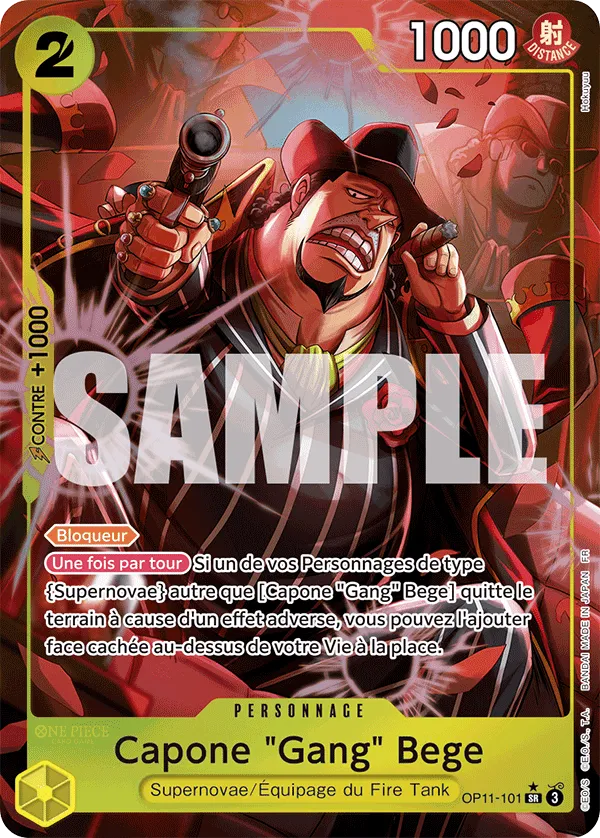 2
1000
射
DISTANCE
Hokuyuu
CONTRE +1000
SAMPLE
Bloqueur
Une fois par tour Si un de vos Personnages de type
{Supernovae} autre que [Capone "Gang" Bege] quitte le
terrain à cause d'un effet adverse, vous pouvez l'ajouter
face cachée au-dessus de votre Vie à la place.
©E.O./S., T.A. BANDAI MADE IN JAPAN FR
©E.O./S
PERSONNAGE
ONE PIECE
CARD GAME
Capone "Gang" Bege
Supernovae/Équipage du Fire Tank
OP11-101 SR 3